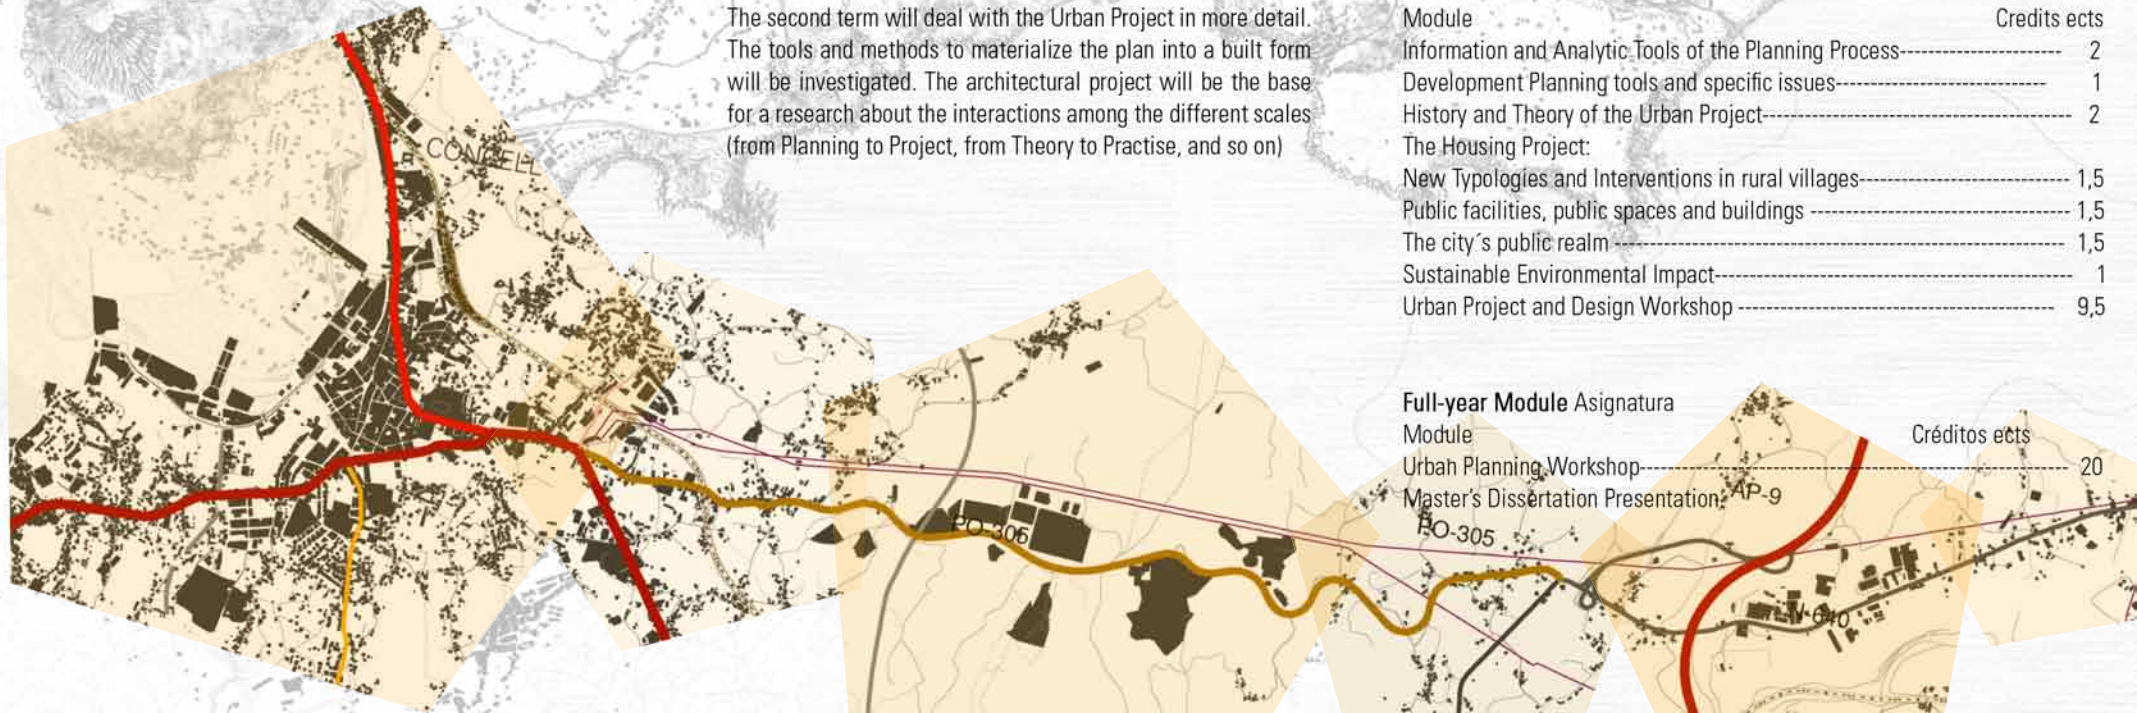 The second term will deal with the Urban Project in more detail.
The tools and methods to materialize the plan into a built form
will be investigated. The architectural project will be the base
for a research about the interactions among the different scales
(from Planning to Project, from Theory to Practise, and so on)
Module Credits ects
Information and Analytic Tools of the Planning Process------------------------------- 2
Development Planning tools and specific issues---------------------------------------- 1
History and Theory of the Urban Project----------------------------------------------------------- 2
The Housing Project:
New Typologies and Interventions in rural villages---------------------------------------- 1,5
Public facilities, public spaces and buildings -------------------------------------------------- 1,5
The city´s public realm -------------------------------------------------------------------------------------- 1,5
Sustainable Environmental Impact--------------------------------------------------------------------- 1
Urban Project and Design Workshop ------------------------------------------------------------ 9,5
Full-year Module Asignatura
Module Créditos ects
Urban Planning Workshop---------------------------------------------------------------------------------- 20
Master's Dissertation Presentation.
AP-9
PO-305
PO-305
N-640